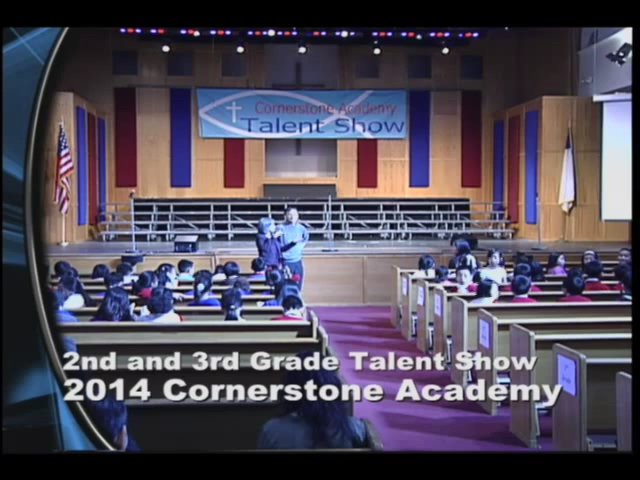 Cornerstone Academy
Talent Show
2nd and 3rd Grade Talent Show
2014 Cornerstone Academy